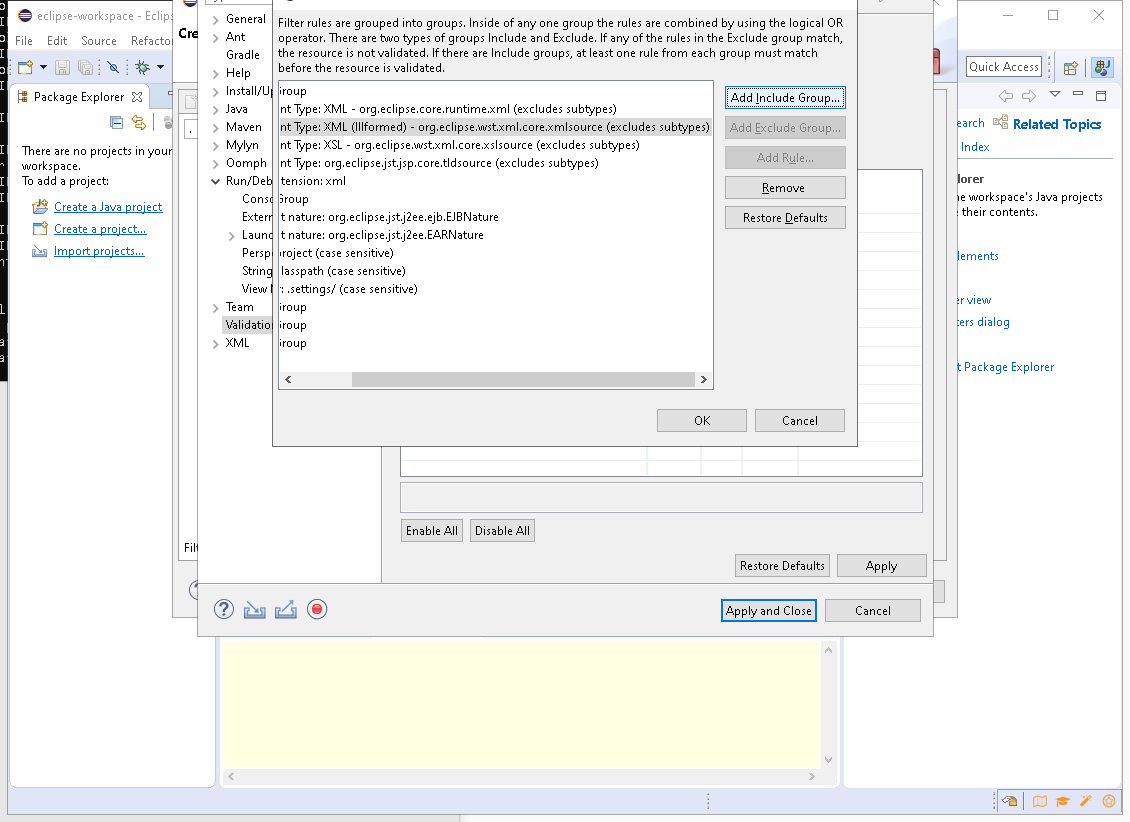 eclipse-workspace - Eclips
File Edit Source Refacto
Quick Access
Package Explorer
There are no projects in your
workspace.
To add a project:
Create a Java project
Create a project...
Import projects...
Cre
General
Ant
Gradle
Help
Install/Up
Java
Maven
Mylyn
Oomph
Run/Deb
Conso
Extern
Launc
Persp
String
View
Team
Validatio
XML
Filter rules are grouped into groups. Inside of any one group the rules are combined by using the logical OR
operator. There are two types of groups Include and Exclude. If any of the rules in the Exclude group match,
the resource is not validated. If there are Include groups, at least one rule from each group must match
before the resource is validated.
Group
nt Type: XML - org.eclipse.core.runtime.xml (excludes subtypes)
nt Type: XML (Illformed) - org.eclipse.wst.xml.core.xmlsource (excludes subtypes)
nt Type: XSL - org.eclipse.wst.xml.core.xslsource (excludes subtypes)
nt Type: org.eclipse.jst.jsp.core.tldsource (excludes subtypes)
tension: xml
Group
t nature: org.eclipse.jst.j2ee.ejb.EJBNature
t nature: org.eclipse.jst.j2ee.EARNature
project (case sensitive)
lasspath (case sensitive)
: .settings/ (case sensitive)
Group
Group
Group
Add Include Group...
Add Exclude Group...
Add Rule...
Remove
Restore Defaults
OK Cancel
Enable All Disable All
Restore Defaults Apply
Apply and Close Cancel
Filt
earch Related Topics
Index
lorer
he workspace's Java projects
their contents.
lements
er view
ters dialog
t Package Explorer